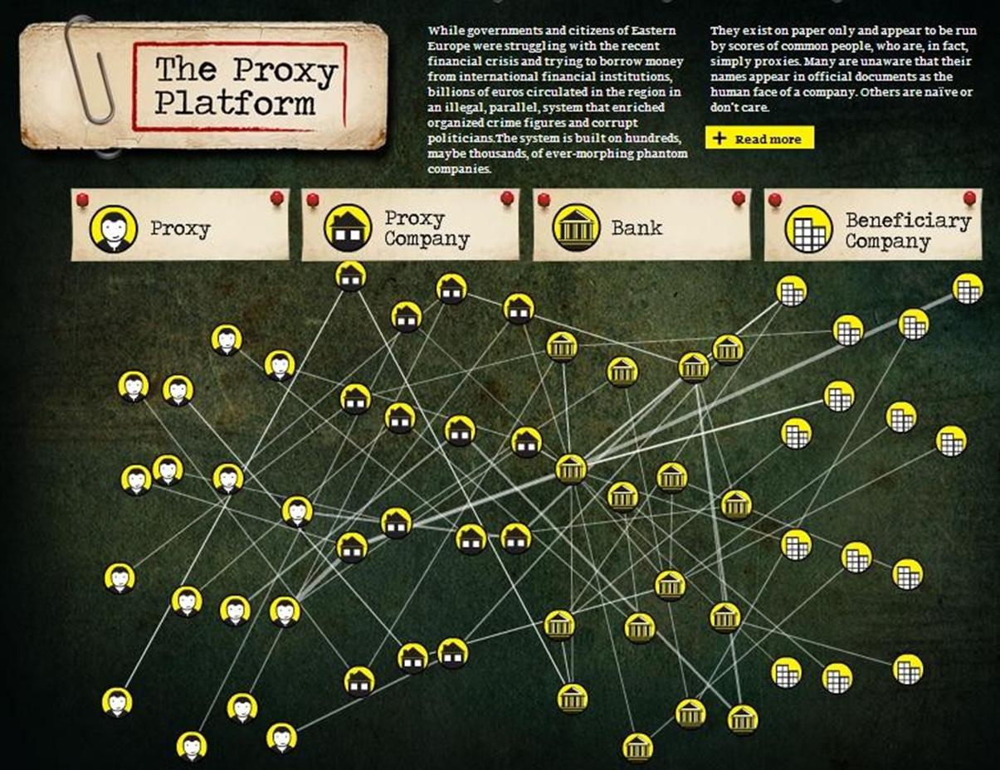 The Proxy
Platform
While governments and citizens of Eastern
Europe were struggling with the recent
financial crisis and trying to borrow money
from international financial institutions,
billions of euros circulated in the region in
an illegal, parallel, system that enriched
organized crime figures and corrupt
politicians.The system is built on hundreds,
maybe thousands, of ever-morphing phantom
companies.
They exist on paper only and appear to be run
by scores of common people, who are, in fact,
simply proxies. Many are unaware that their
names appear in official documents as the
human face of a company. Others are naïve or
don't care.
+ Read more
Proxy
Proxy
Company
Bank
Beneficiary
Company